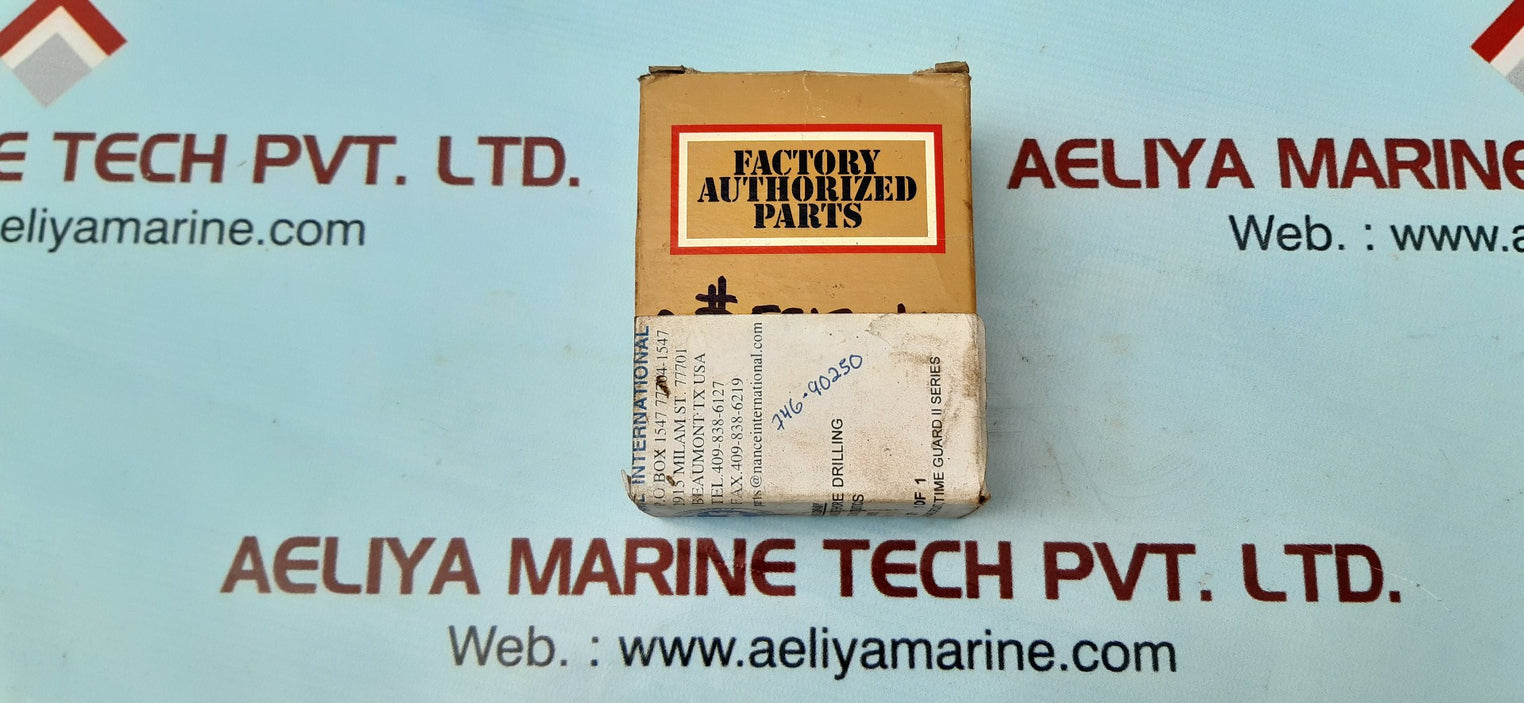 E TECH PVT. LTD.
eliyamarine.com
AELIYA MARINE
Web. : www.a
FACTORY
AUTHORIZED
PARTS
#
INTERNATIONAL
P.O.BOX 1547 77704-1547
1915 MILAM ST. 77701
BEAUMONT TX USA
TEL.409-838-6127
FAX.409-838-6219
@nanceinternational.com
746-90250
DRILLING
OF 1
TIME GUARD II SERIES
AELIYA MARINE TECH PVT. LTD.
Web. : www.aeliyamarine.com